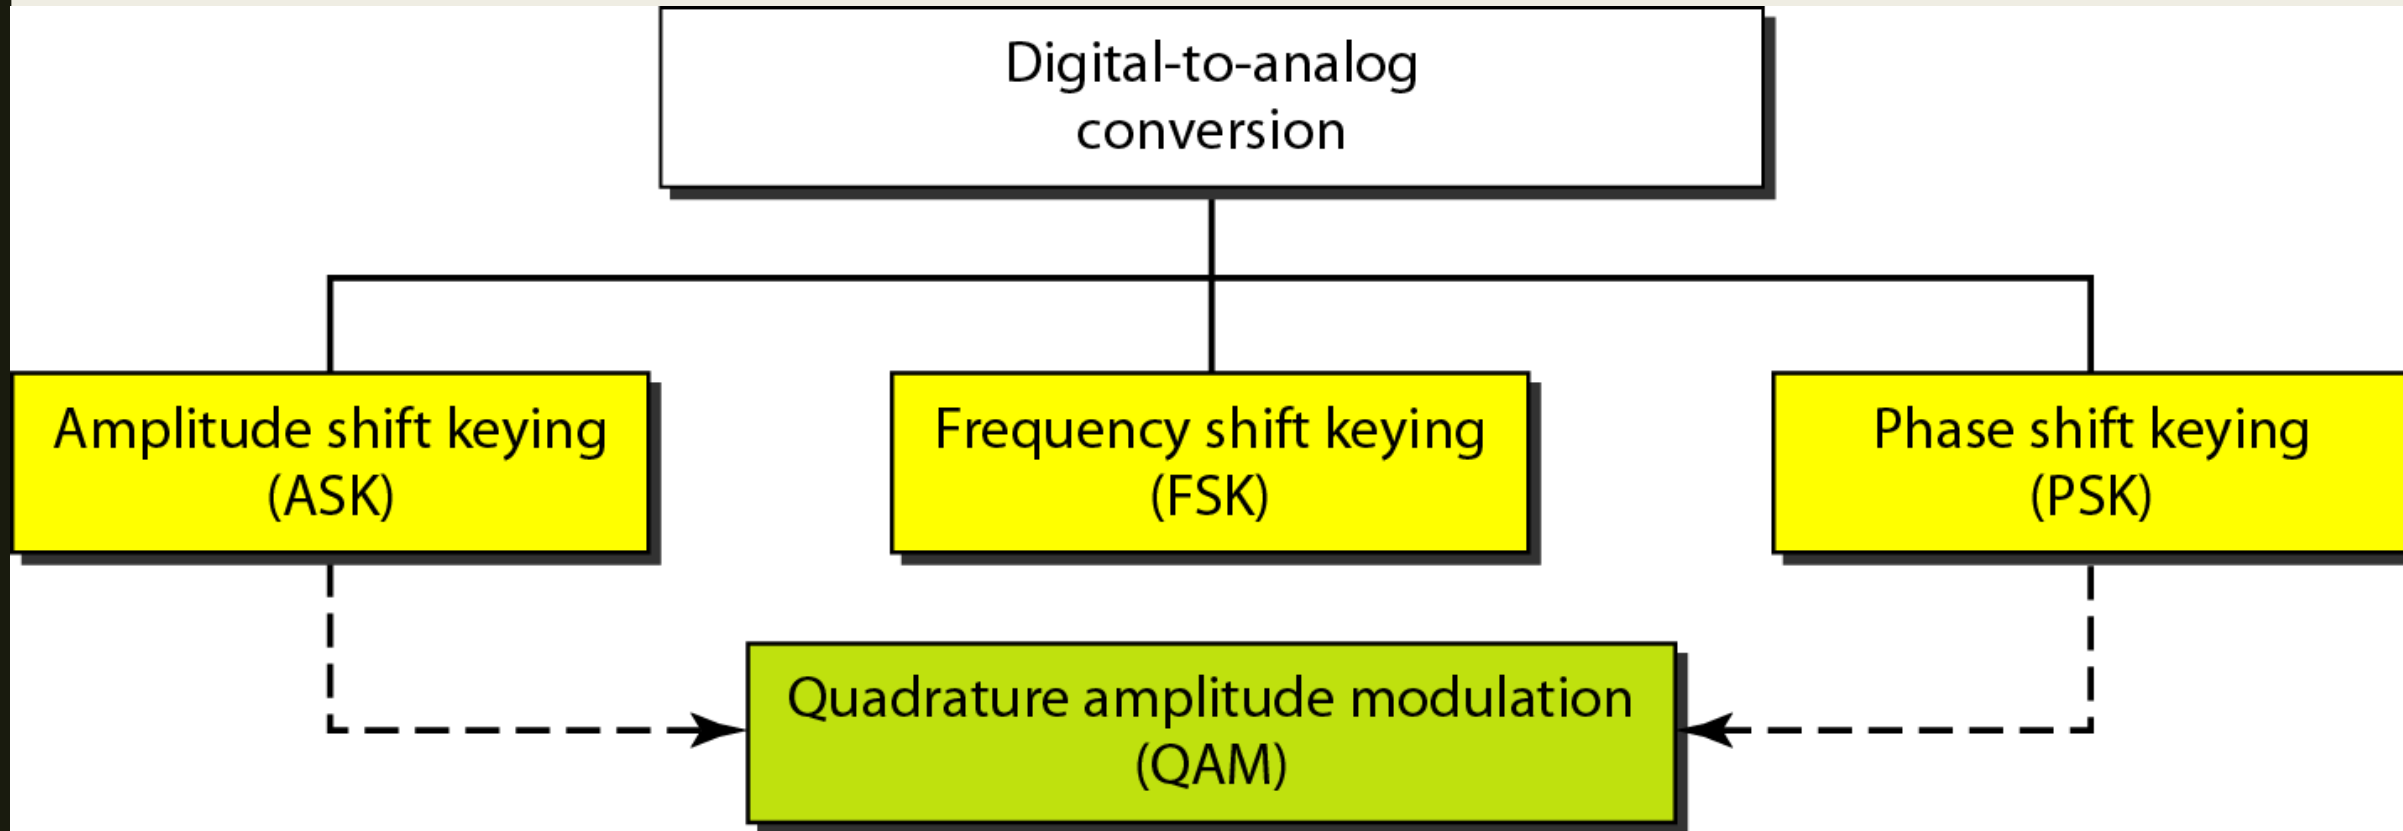 Digital-to-analog
conversion
Amplitude shift keying
(ASK)
Frequency shift keying
(FSK)
Phase shift keying
(PSK)
Quadrature amplitude modulation
(QAM)